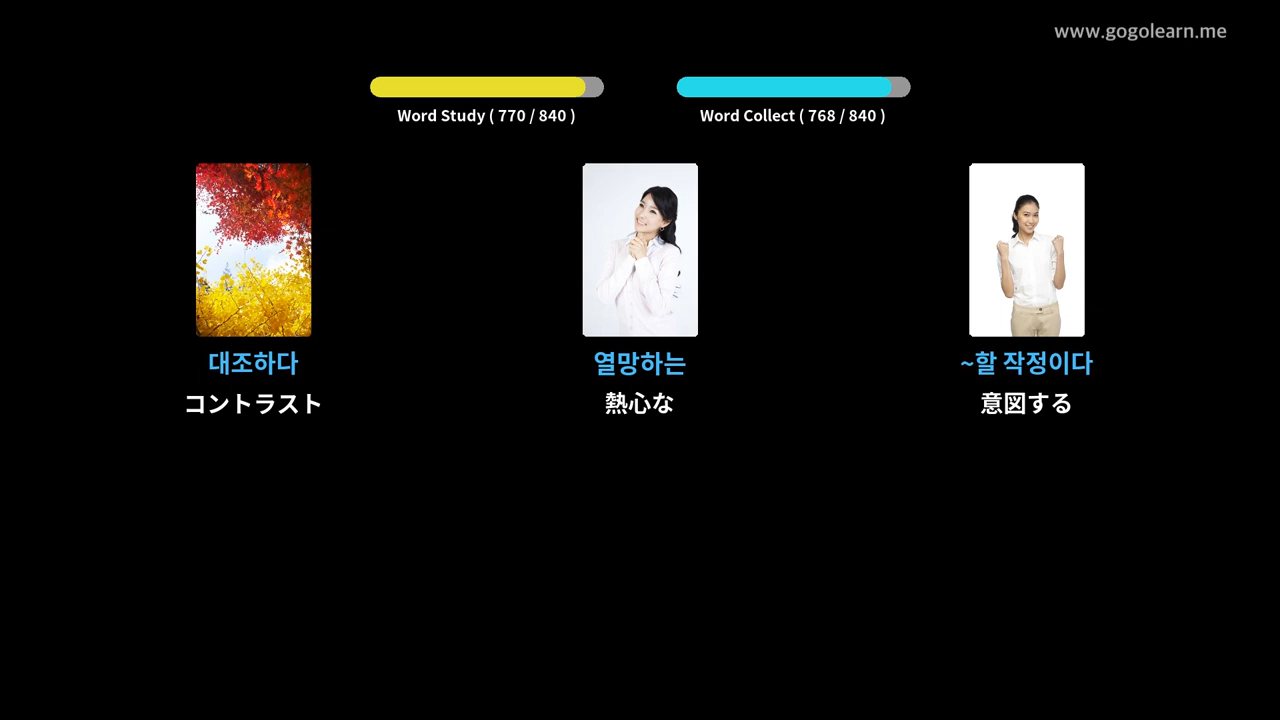 www.gogolearn.me
Word Study ( 770 / 840 )
Word Collect ( 768 / 840 )
대조하다
コントラスト
열망하는
熱心な
~할 작정이다
意図する